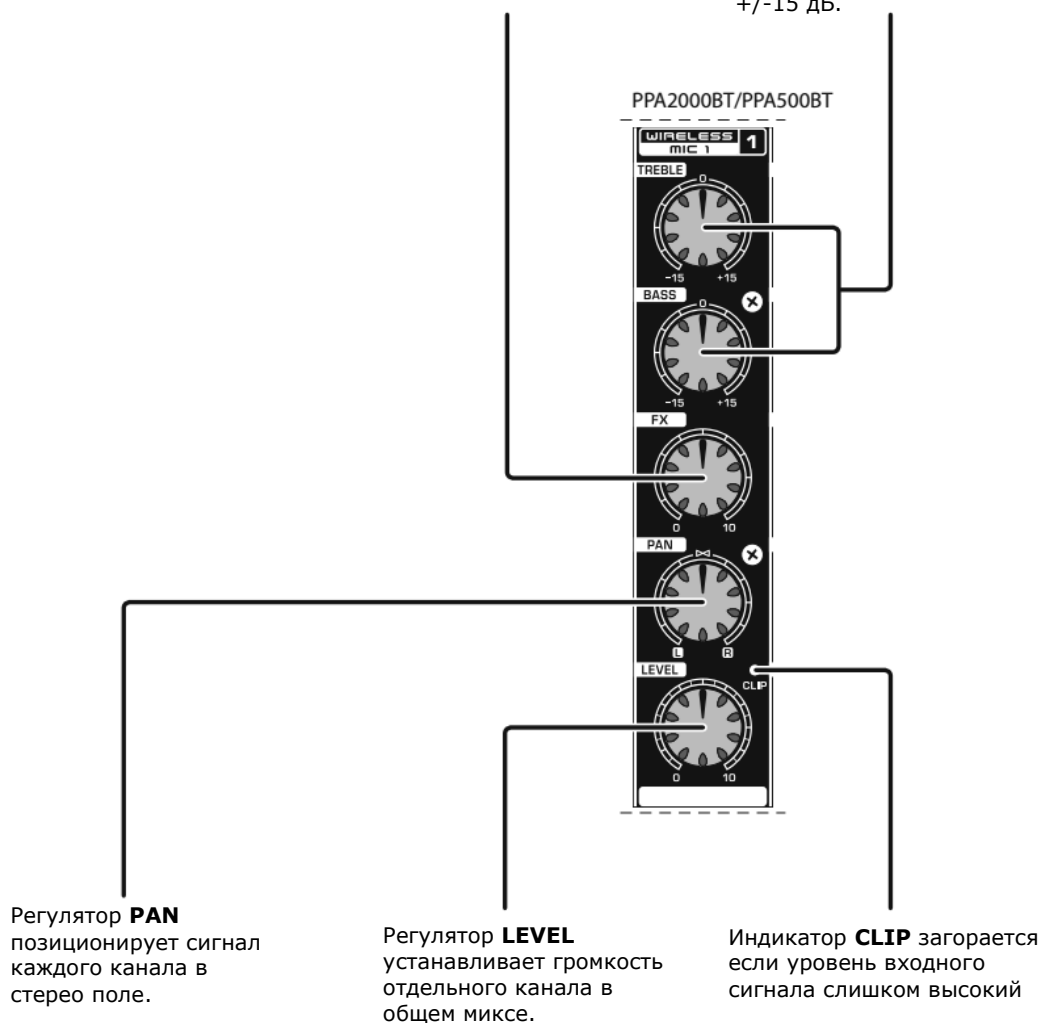 +/-15 дБ.
PPA2000BT/PPA500BT
WIRELESS
MIC 1
1
TREBLE
0
-15 +15
BASS
0
-15 +15
FX
0 10
PAN
L R
LEVEL
CLIP
0 10
Регулятор PAN
позиционирует сигнал
каждого канала в
стерео поле.
Регулятор LEVEL
устанавливает громкость
отдельного канала в
общем миксе.
Индикатор CLIP загорается
если уровень входного
сигнала слишком высокий